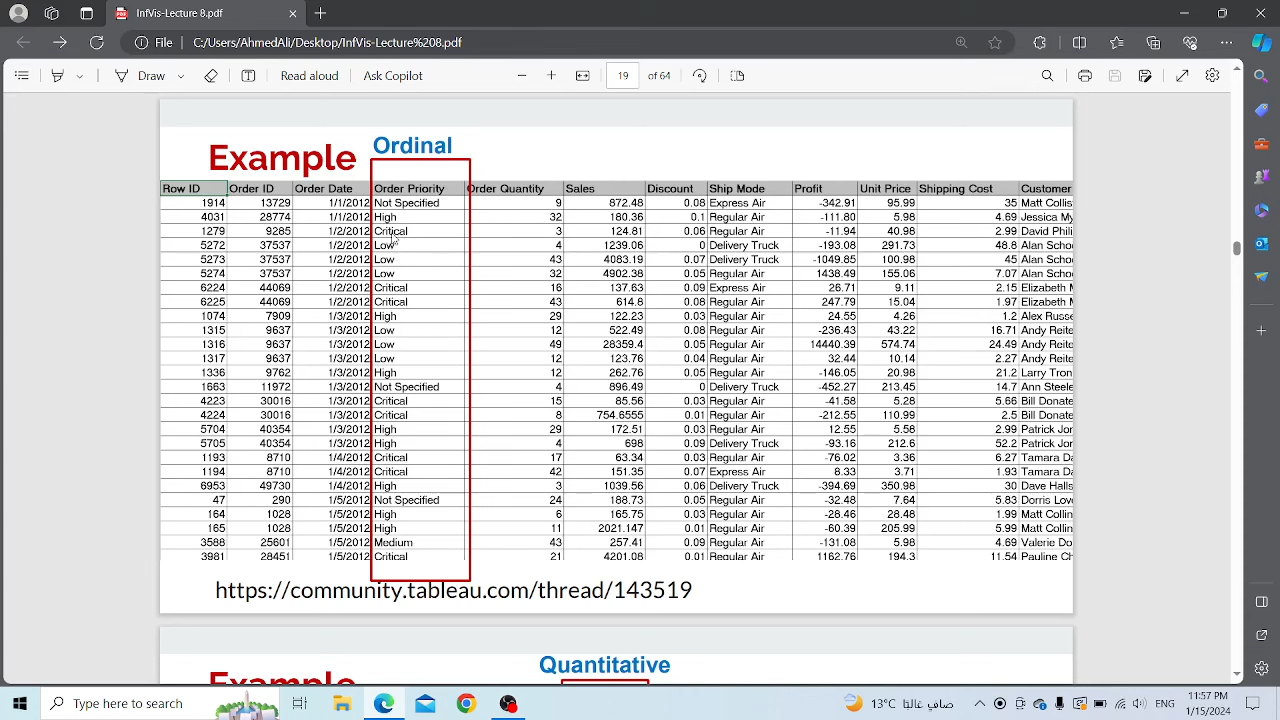 InfVis-Lecture 8.pdf
File C:/Users/AhmedAli/Desktop/InfVis-Lecture%208.pdf
Draw Read aloud Ask Copilot 19 of 64
Ordinal
Example
Row ID Order ID Order Date Order Priority Order Quantity Sales Discount Ship Mode Profit Unit Price Shipping Cost Customer
1914 13729 1/1/2012 Not Specified 9 872.48 0.08 Express Air -342.91 95.99 35 Matt Collis
4031 28774 1/1/2012 High 32 180.36 0.1 Regular Air -111.80 5.98 4.69 Jessica My
1279 9285 1/2/2012 Critical 3 124.81 0.06 Regular Air -11.94 40.98 2.99 David Phili
5272 37537 1/2/2012 Low 4 1239.06 0 Delivery Truck -193.08 291.73 48.8 Alan Scho
5273 37537 1/2/2012 Low 43 4083.19 0.07 Delivery Truck -1049.85 100.98 45 Alan Scho
5274 37537 1/2/2012 Low 32 4902.38 0.05 Regular Air 1438.49 155.06 7.07 Alan Scho
6224 44069 1/2/2012 Critical 16 137.63 0.09 Express Air 26.71 9.11 2.15 Elizabeth M
6225 44069 1/2/2012 Critical 43 614.8 0.08 Regular Air 247.79 15.04 1.97 Elizabeth M
1074 7909 1/3/2012 High 29 122.23 0.03 Regular Air 24.55 4.26 1.2 Alex Russe
1315 9637 1/3/2012 Low 12 522.49 0.08 Regular Air -236.43 43.22 16.71 Andy Reite
1316 9637 1/3/2012 Low 49 28359.4 0.05 Regular Air 14440.39 574.74 24.49 Andy Reite
1317 9637 1/3/2012 Low 12 123.76 0.04 Regular Air 32.44 10.14 2.27 Andy Reite
1336 9762 1/3/2012 High 12 262.76 0.05 Regular Air -146.05 20.98 21.2 Larry Tron
1663 11972 1/3/2012 Not Specified 4 896.49 0 Delivery Truck -452.27 213.45 14.7 Ann Steele
4223 30016 1/3/2012 Critical 15 85.56 0.03 Regular Air -41.58 5.28 5.66 Bill Donate
4224 30016 1/3/2012 Critical 8 754.6555 0.01 Regular Air -212.55 110.99 2.5 Bill Donate
5704 40354 1/3/2012 High 29 172.51 0.03 Regular Air 12.55 5.58 2.99 Patrick Jon
5705 40354 1/3/2012 High 4 698 0.09 Delivery Truck -93.16 212.6 52.2 Patrick Jon
1193 8710 1/4/2012 Critical 17 63.34 0.03 Regular Air -76.02 3.36 6.27 Tamara Da
1194 8710 1/4/2012 Critical 42 151.35 0.07 Express Air 8.33 3.71 1.93 Tamara Da
6953 49730 1/4/2012 High 3 1039.56 0.06 Delivery Truck -394.69 350.98 30 Dave Halls
47 290 1/5/2012 Not Specified 24 188.73 0.05 Regular Air -32.48 7.64 5.83 Dorris Love
164 1028 1/5/2012 High 6 165.75 0.03 Regular Air -28.46 28.48 1.99 Matt Collin
165 1028 1/5/2012 High 11 2021.147 0.01 Regular Air -60.39 205.99 5.99 Matt Collin
3588 25601 1/5/2012 Medium 43 257.41 0.09 Regular Air -131.08 5.98 4.69 Valerie Do
3981 28451 1/5/2012 Critical 21 4201.08 0.01 Regular Air 1162.76 194.3 11.54 Pauline Ch
https://community.tableau.com/thread/143519
Quantitative
Example
Type here to search 13°C صافي غالبًا ENG 11:57 PM
1/15/2024